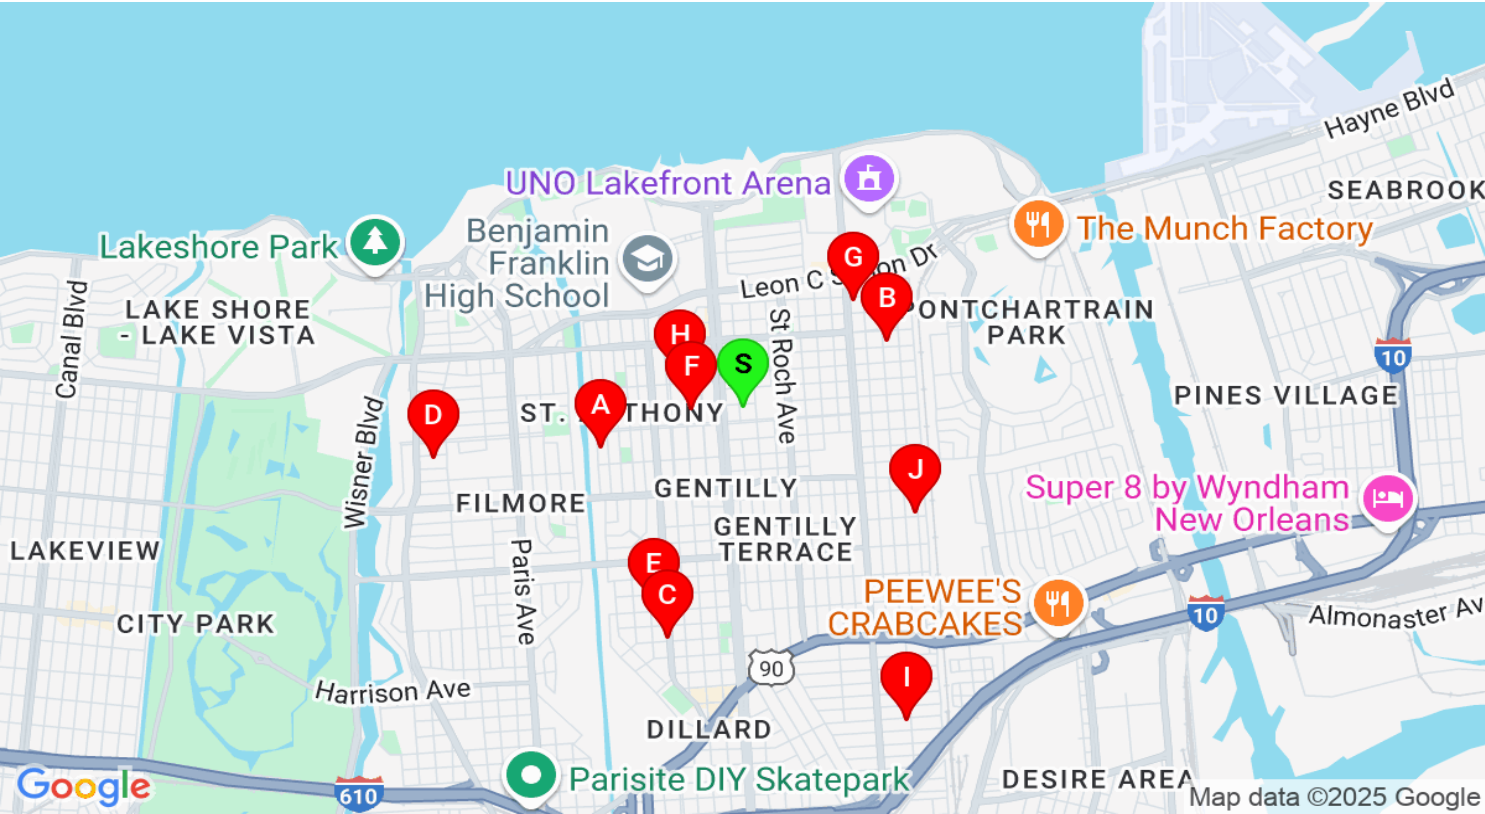 Hayne Blvd
UNO Lakefront Arena
SEABROOK
Benjamin
Franklin
High School
Lakeshore Park
The Munch Factory
G
Leon C S on Dr
Canal Blvd
LAKE SHORE
- LAKE VISTA
B
PONTCHARTRAIN
PARK
H
F
S
St Roch Ave
10
PINES VILLAGE
D
ST. THONY
A
Wisner Blvd
J
GENTILLY
FILMORE
Super 8 by Wyndham
New Orleans
GENTILLY
TERRACE
LAKEVIEW
Paris Ave
E
C
PEEWEE'S
CRABCAKES
10
Almonaster Av
CITY PARK
90
I
Harrison Ave
DILLARD
Parisite DIY Skatepark
DESIRE AREA
610
Google
Map data ©2025 Google